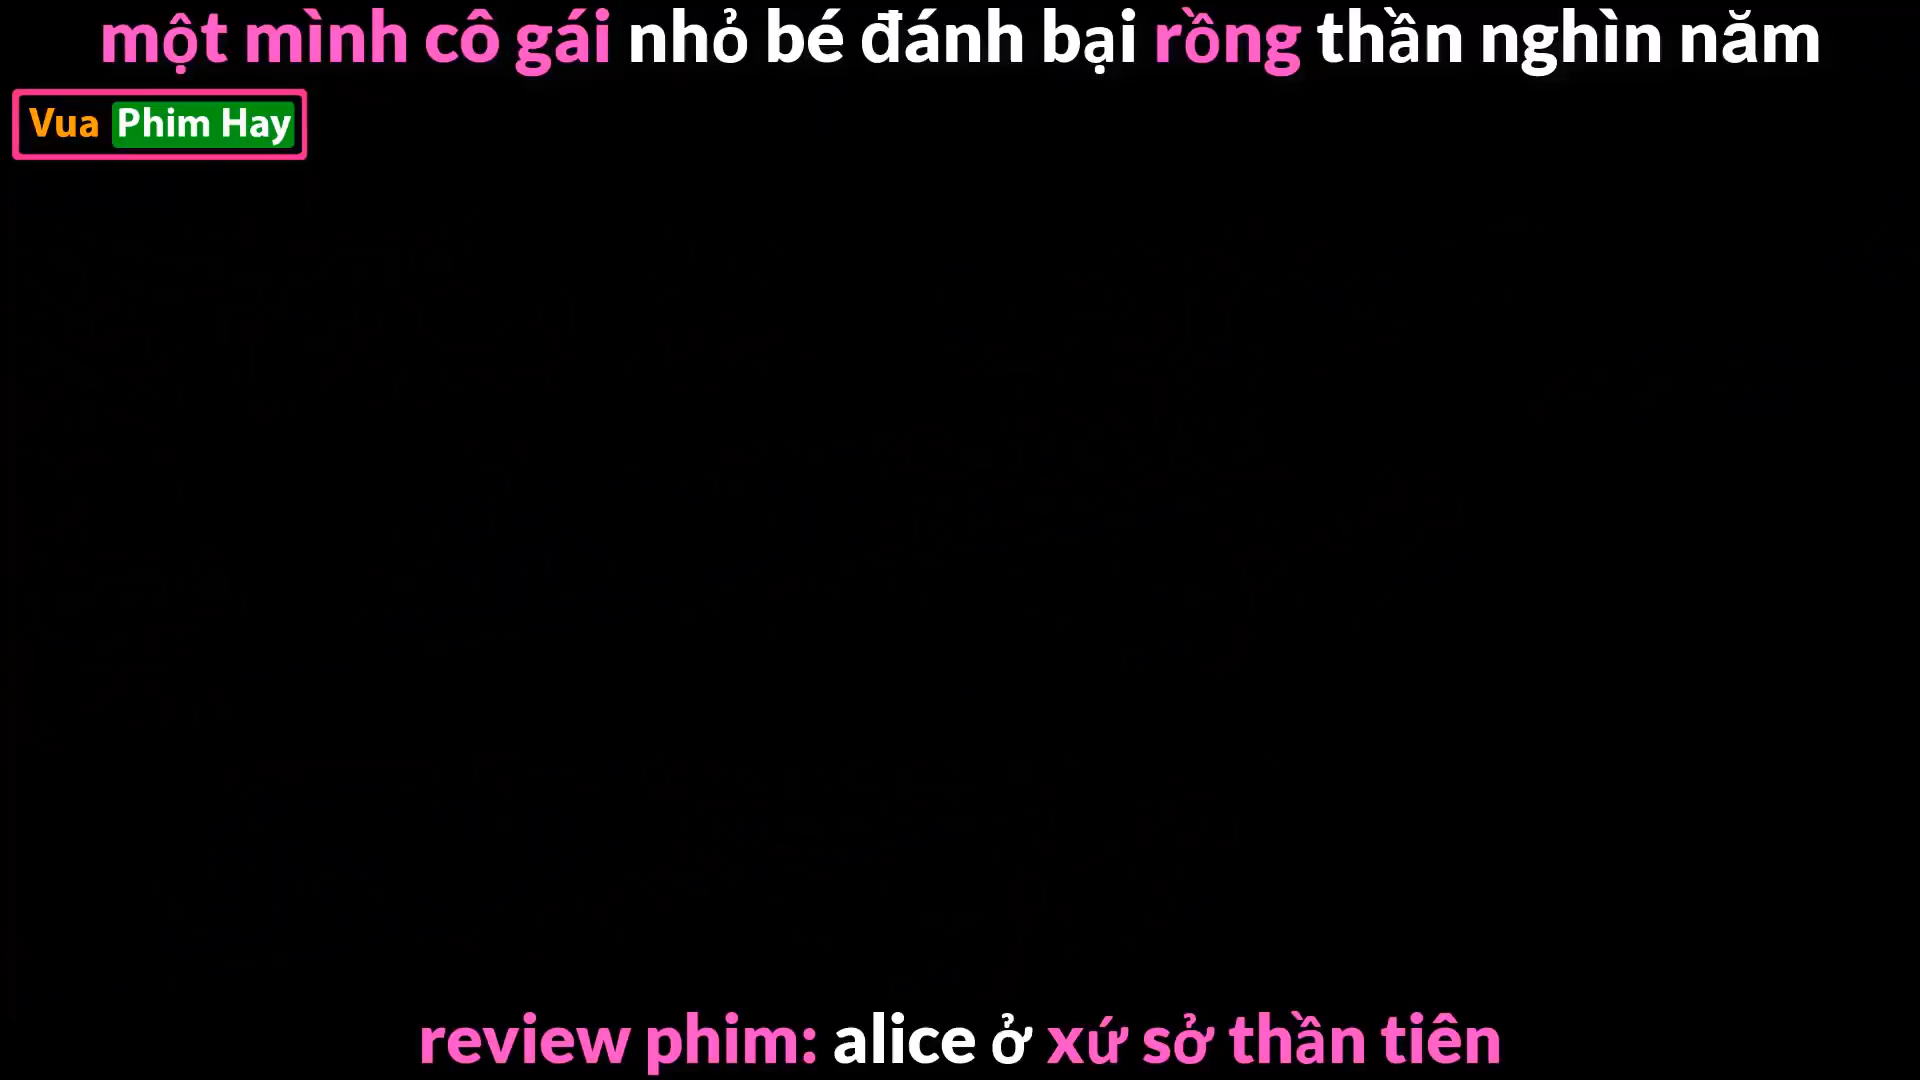 một mình cô gái nhỏ bé đánh bại rồng thần nghìn năm
Vua Phim Hay
review phim: alice ở xứ sở thần tiên